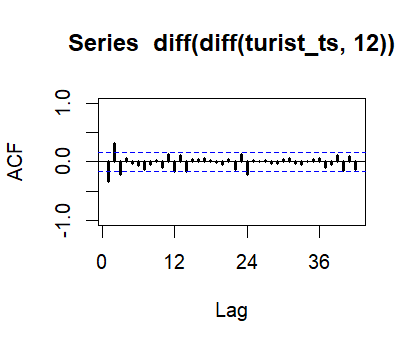 Series  diff(diff(turist_ts, 12))
ACF
1.0
0.0
-1.0
0
12
24
36
Lag